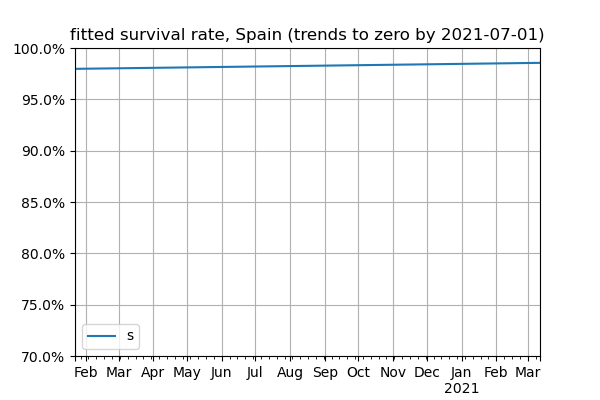 fitted survival rate, Spain (trends to zero by 2021-07-01)
100.0%
95.0%
90.0%
85.0%
80.0%
75.0%
70.0%
s
Feb Mar Apr May Jun Jul Aug Sep Oct Nov Dec Jan Feb Mar
2021